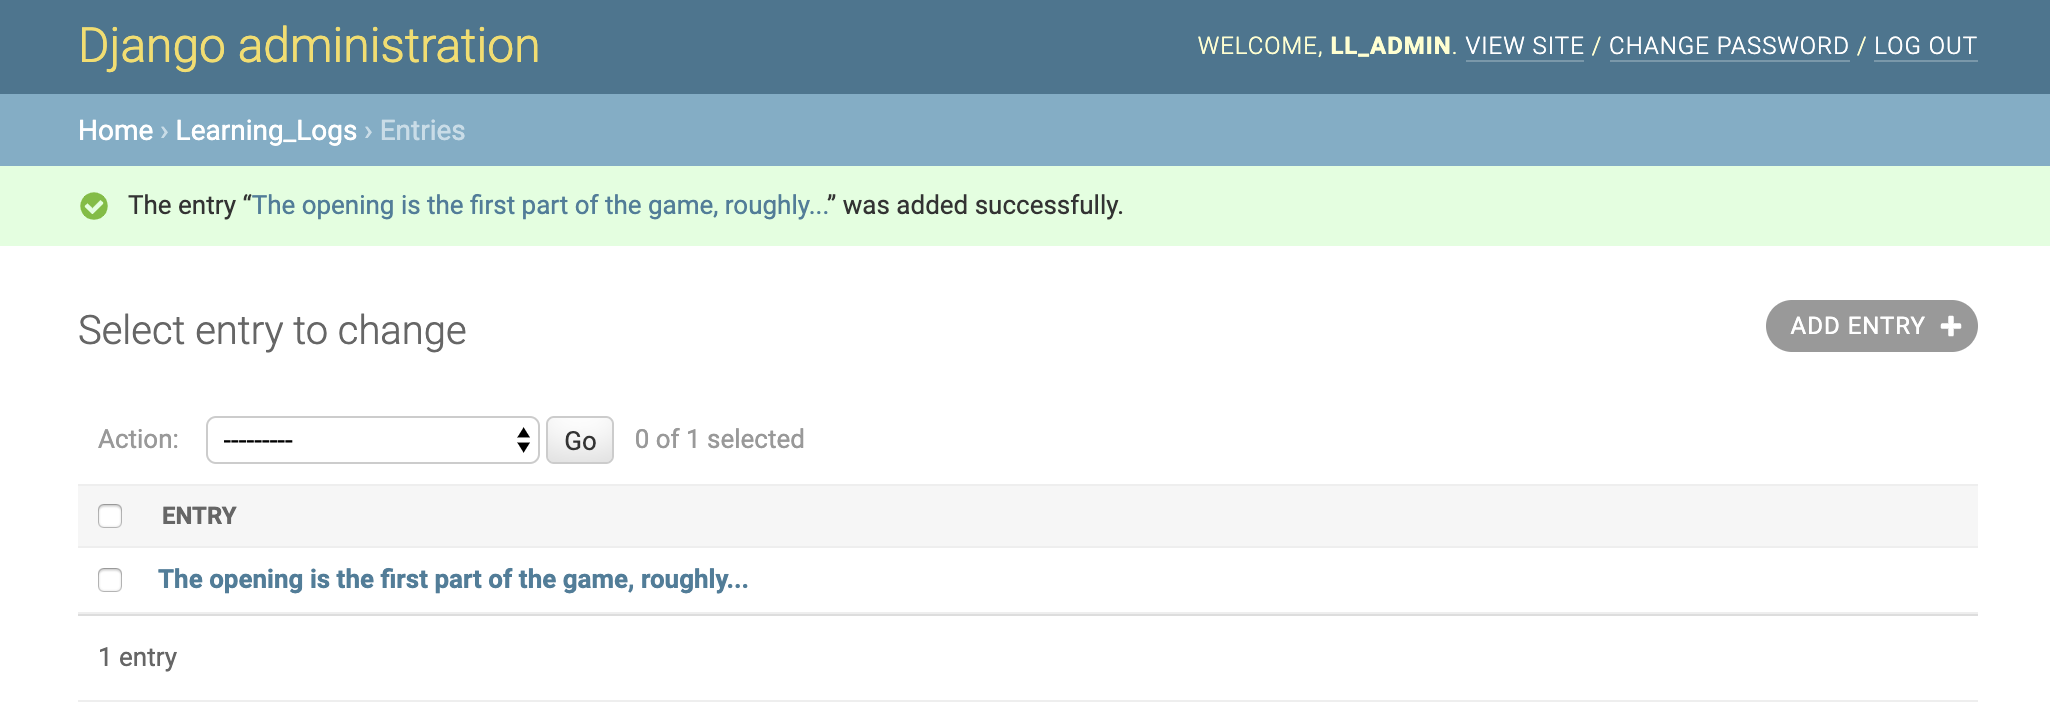 Django administration
WELCOME, LL_ADMIN. VIEW SITE / CHANGE PASSWORD / LOG OUT
Home › Learning_Logs › Entries
The entry “The opening is the first part of the game, roughly...” was added successfully.
Select entry to change
ADD ENTRY +
Action: --------- Go 0 of 1 selected
ENTRY
The opening is the first part of the game, roughly...
1 entry